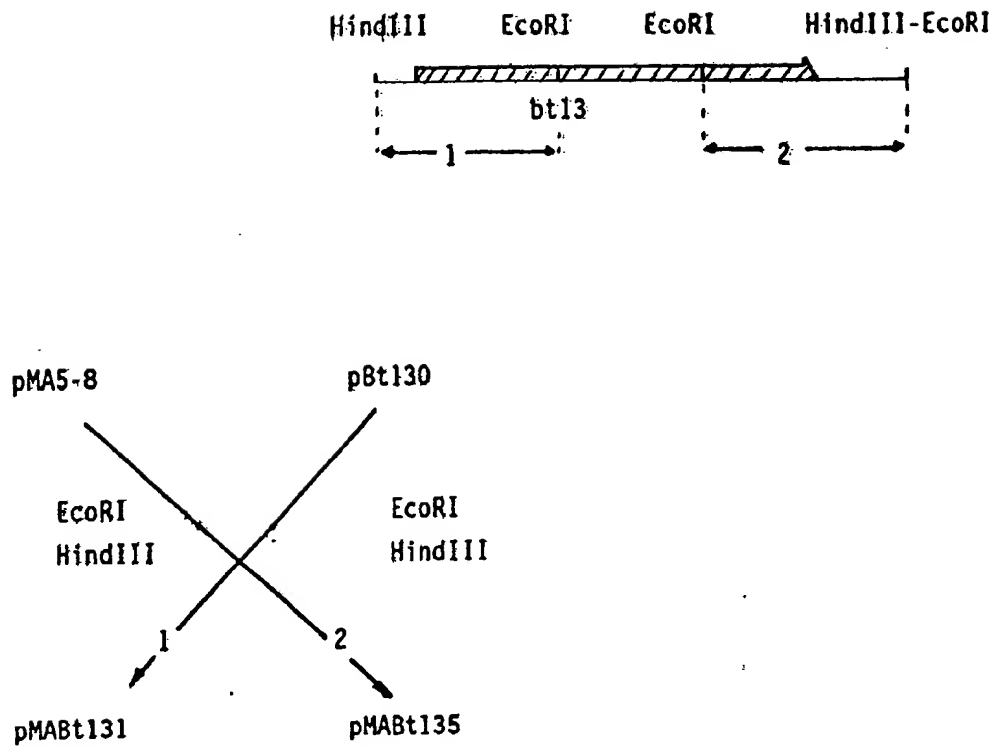 HindIII EcoRI EcoRI HindIII-EcoRI
bt13
1 2
pMA5-8 pBt130
EcoRI EcoRI
HindIII HindIII
1 2
pMABt131 pMABt135